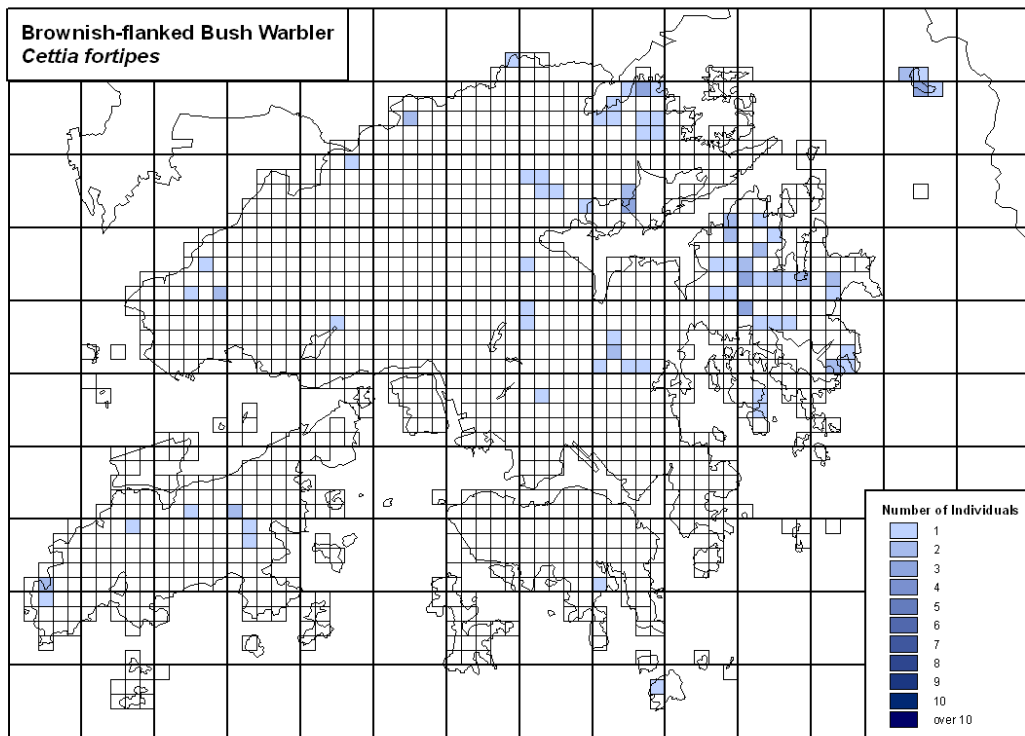 Brownish-flanked Bush Warbler
Cettia fortipes
Number of Individuals
1
2
3
4
5
6
7
8
9
10
over 10